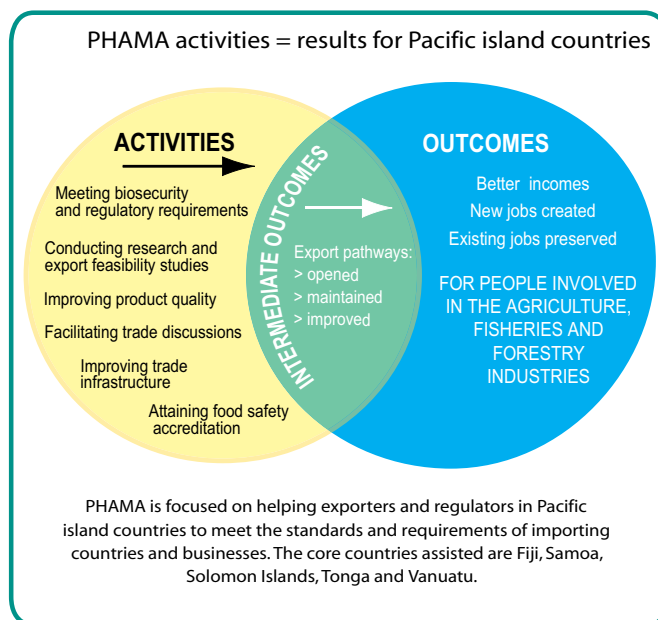 PHAMA activities = results for Pacific island countries
ACTIVITIES
Meeting biosecurity
and regulatory requirements
Conducting research and
export feasibility studies
Improving product quality
Facilitating trade discussions
Improving trade
infrastructure
Attaining food safety
accreditation
INTERMEDIATE OUTCOMES
Export pathways:
> opened
> maintained
> improved
OUTCOMES
Better incomes
New jobs created
Existing jobs preserved
FOR PEOPLE INVOLVED
IN THE AGRICULTURE,
FISHERIES AND
FORESTRY
INDUSTRIES
PHAMA is focused on helping exporters and regulators in Pacific
island countries to meet the standards and requirements of importing
countries and businesses. The core countries assisted are Fiji, Samoa,
Solomon Islands, Tonga and Vanuatu.